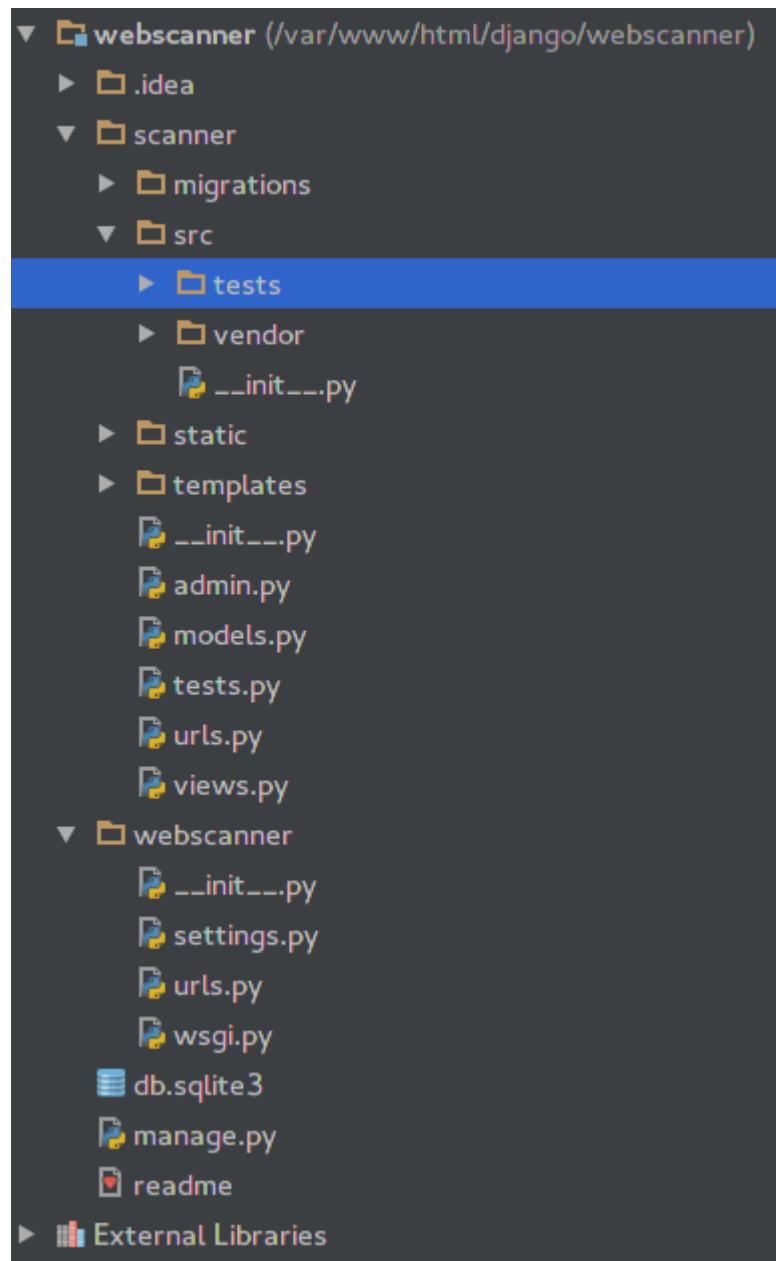 webscanner (/var/www/html/django/webscanner)
.idea
scanner
migrations
src
tests
vendor
__init__.py
static
templates
__init__.py
admin.py
models.py
tests.py
urls.py
views.py
webscanner
__init__.py
settings.py
urls.py
wsgi.py
db.sqlite3
manage.py
readme
External Libraries